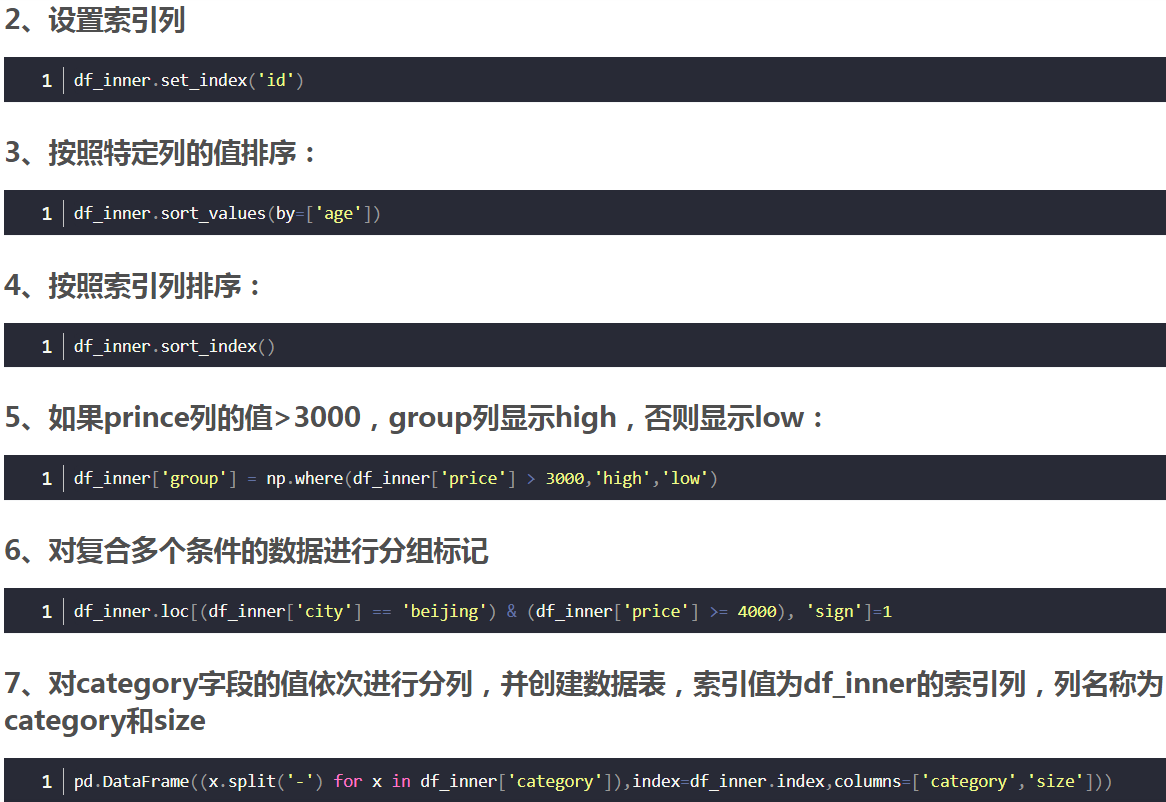 2、设置索引列
1 df_inner.set_index('id')
3、按照特定列的值排序：
1 df_inner.sort_values(by=['age'])
4、按照索引列排序：
1 df_inner.sort_index()
5、如果prince列的值>3000，group列显示high，否则显示low：
1 df_inner['group'] = np.where(df_inner['price'] > 3000,'high','low')
6、对复合多个条件的数据进行分组标记
1 df_inner.loc[(df_inner['city'] == 'beijing') & (df_inner['price'] >= 4000), 'sign']=1
7、对category字段的值依次进行分列，并创建数据表，索引值为df_inner的索引列，列名称为
category和size
1 pd.DataFrame((x.split('-') for x in df_inner['category']),index=df_inner.index,columns=['category','size']))